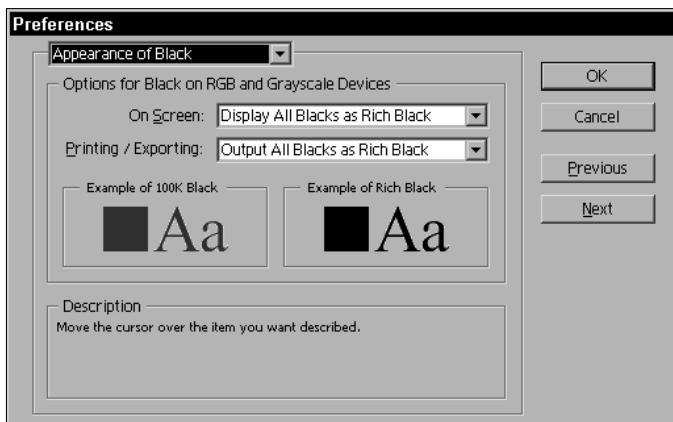 Preferences
Appearance of Black
Options for Black on RGB and Grayscale Devices
On Screen: Display All Blacks as Rich Black
Printing / Exporting: Output All Blacks as Rich Black
Example of 100K Black
Aa
Example of Rich Black
Aa
Description
Move the cursor over the item you want described.
OK
Cancel
Previous
Next